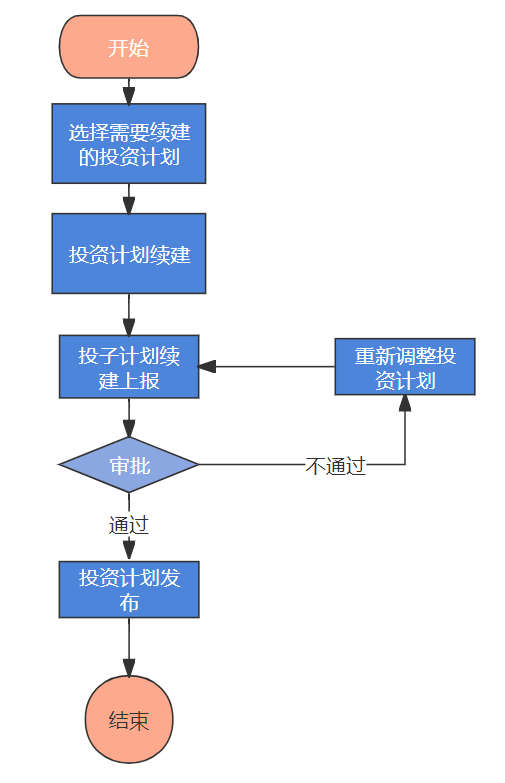 开始
选择需要续建
的投资计划
投资计划续建
投子计划续
建上报
重新调整投
资计划
审批
不通过
通过
投资计划发
布
结束